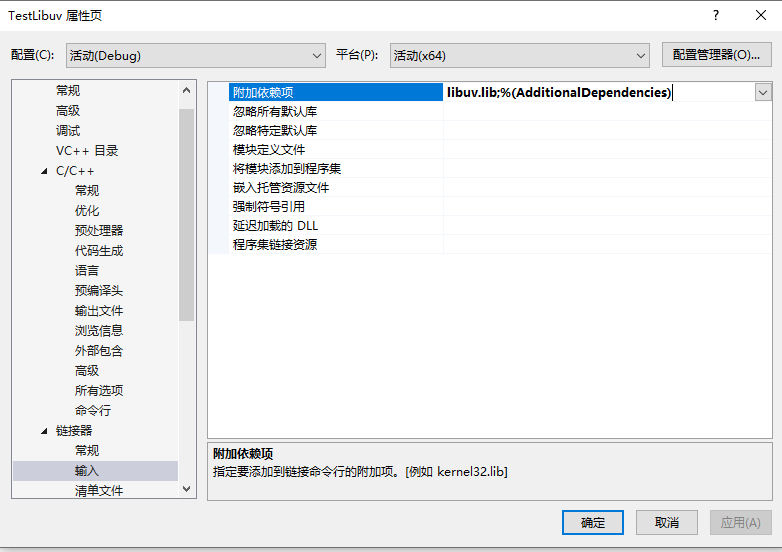 TestLibuv 属性页
配置(C): 活动(Debug) 平台(P): 活动(x64) 配置管理器(O)...
常规
高级
调试
VC++ 目录
C/C++
常规
优化
预处理器
代码生成
语言
预编译头
输出文件
浏览信息
外部包含
高级
所有选项
命令行
链接器
常规
输入
清单文件
附加依赖项 libuv.lib;%(AdditionalDependencies)
忽略所有默认库
忽略特定默认库
模块定义文件
将模块添加到程序集
嵌入托管资源文件
强制符号引用
延迟加载的 DLL
程序集链接资源
附加依赖项
指定要添加到链接命令行的附加项。[例如 kernel32.lib]
确定 取消 应用(A)